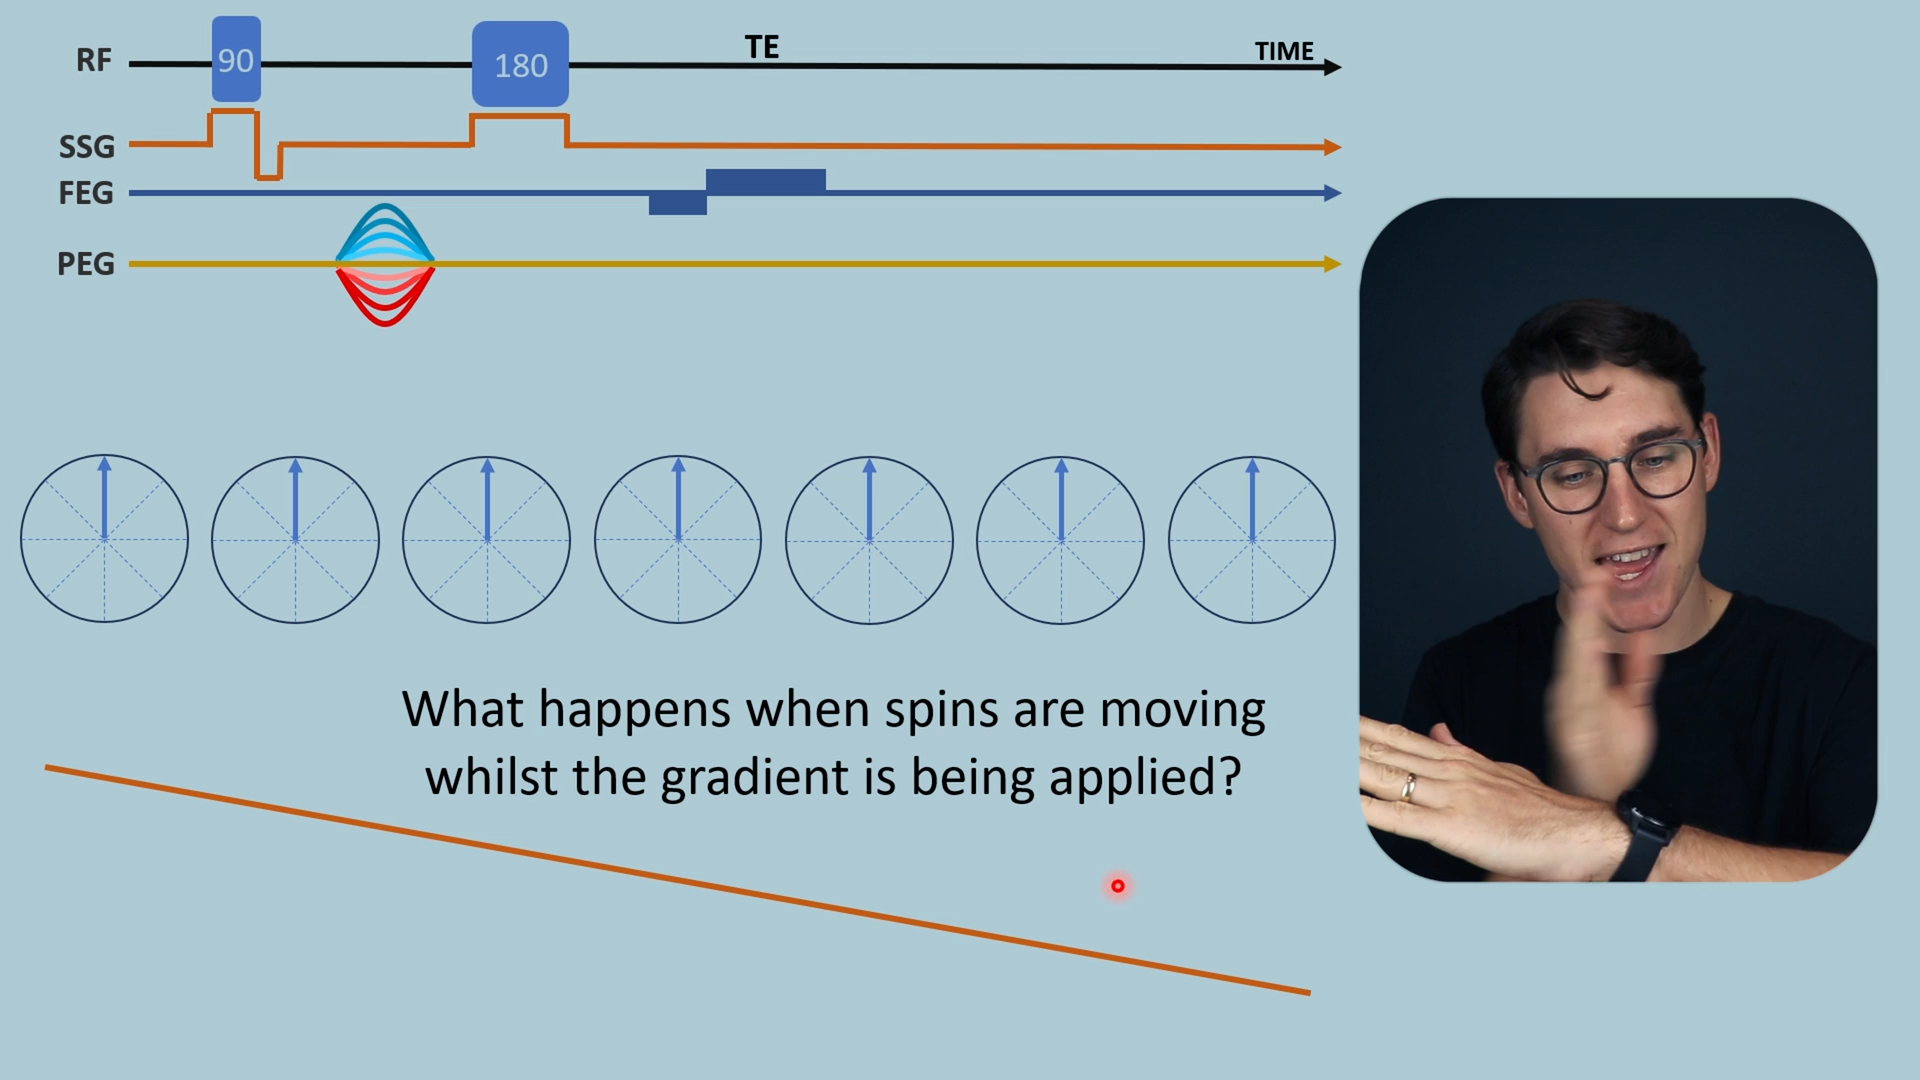 RF
90
180
TE
TIME
SSG
FEG
PEG
What happens when spins are moving
whilst the gradient is being applied?